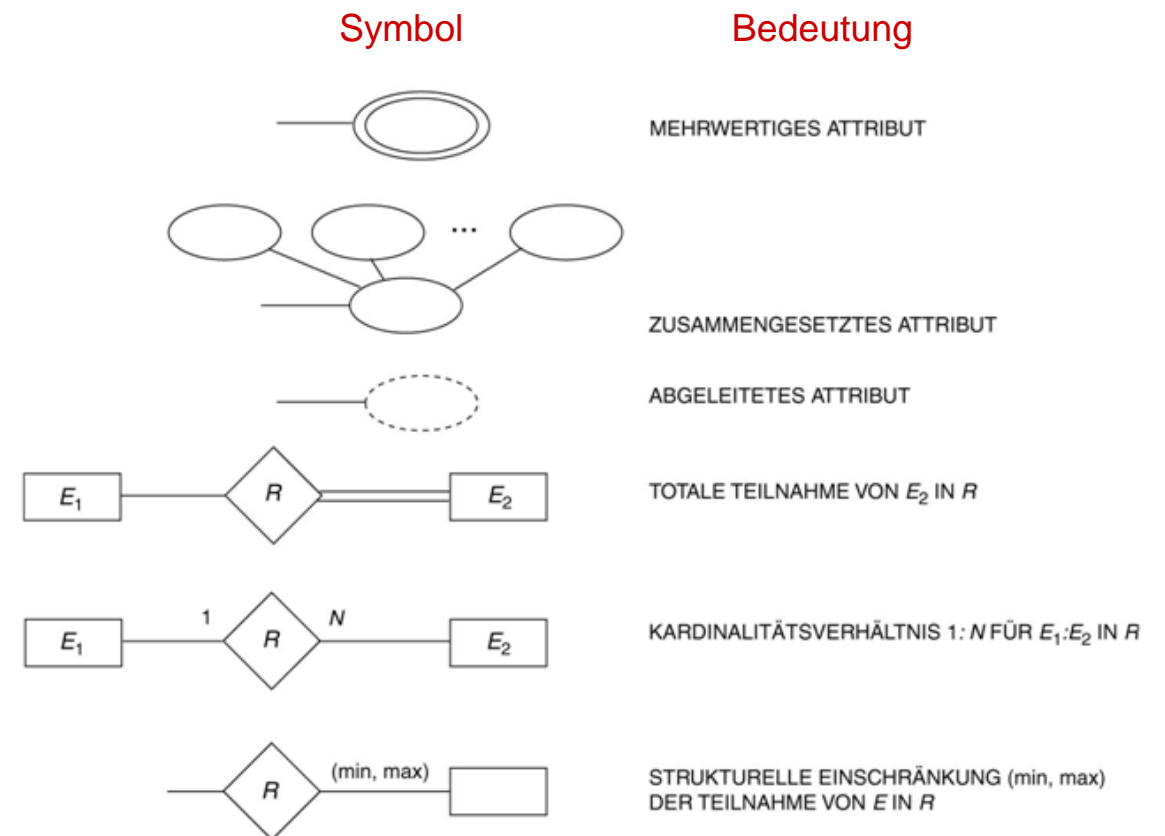 Symbol Bedeutung
MEHRWERTIGES ATTRIBUT
...
ZUSAMMENGESETZTES ATTRIBUT
ABGELEITETES ATTRIBUT
E₁ R E₂ TOTALE TEILNAHME VON E₂ IN R
1 N
E₁ R E₂ KARDINALITÄTSVERHÄLTNIS 1: N FÜR E₁:E₂ IN R
R (min, max) STRUKTURELLE EINSCHRÄNKUNG (min, max)
DER TEILNAHME VON E IN R